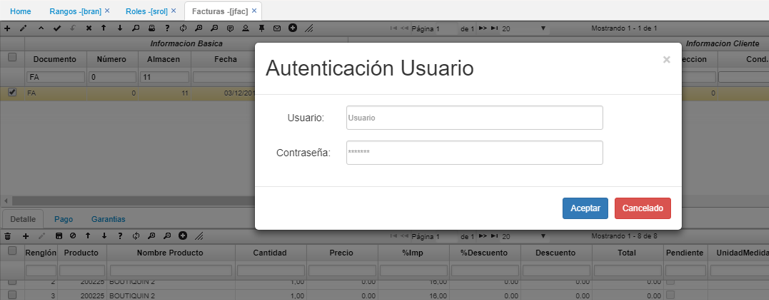 Home Rangos -[bran] × Roles -[srol] × Facturas -[jfac] ×
Página 1 de 1 20 Mostrando 1 - 1 de 1
Informacion Basica Informacion Cliente
Documento Número Almacen Fecha Cond.
FA 0 11
FA 0 11 0
Autenticación Usuario ×
Usuario: Usuario
Contraseña: *******
Aceptar Cancelado
Detalle Pago Garantias
Página 1 de 1 20 Mostrando 1 - 8 de 8
Renglón Producto Nombre Producto Cantidad Precio %Imp %Descuento Descuento Total Pendiente UnidadMedida
2 200225 BOUTIQUIN 2 1,00 0.00 16,00 0.00 0.00 0.00
3 200225 BOUTIQUIN 2 1,00 0.00 16,00 0.00 0.00 0.00